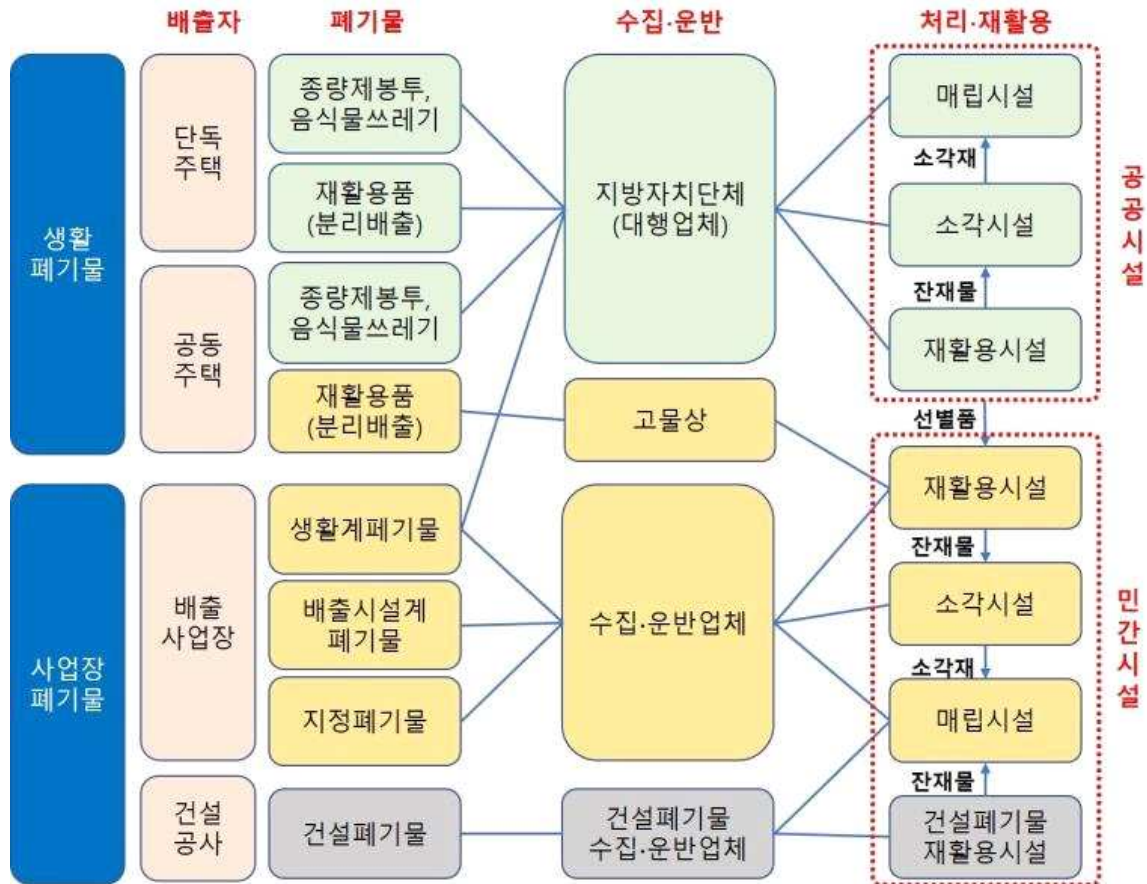 배출자
폐기물
수집·운반
처리·재활용
생활
폐기물
단독
주택
종량제봉투,
음식물쓰레기
재활용품
(분리배출)
공동
주택
종량제봉투,
음식물쓰레기
재활용품
(분리배출)
지방자치단체
(대행업체)
고물상
매립시설
소각재
소각시설
잔재물
재활용시설
공공시설
선별품
사업장
폐기물
배출
사업장
생활계폐기물
배출시설계
폐기물
지정폐기물
수집·운반업체
건설
공사
건설폐기물
건설폐기물
수집·운반업체
재활용시설
잔재물
소각시설
소각재
매립시설
잔재물
건설폐기물
재활용시설
민간시설